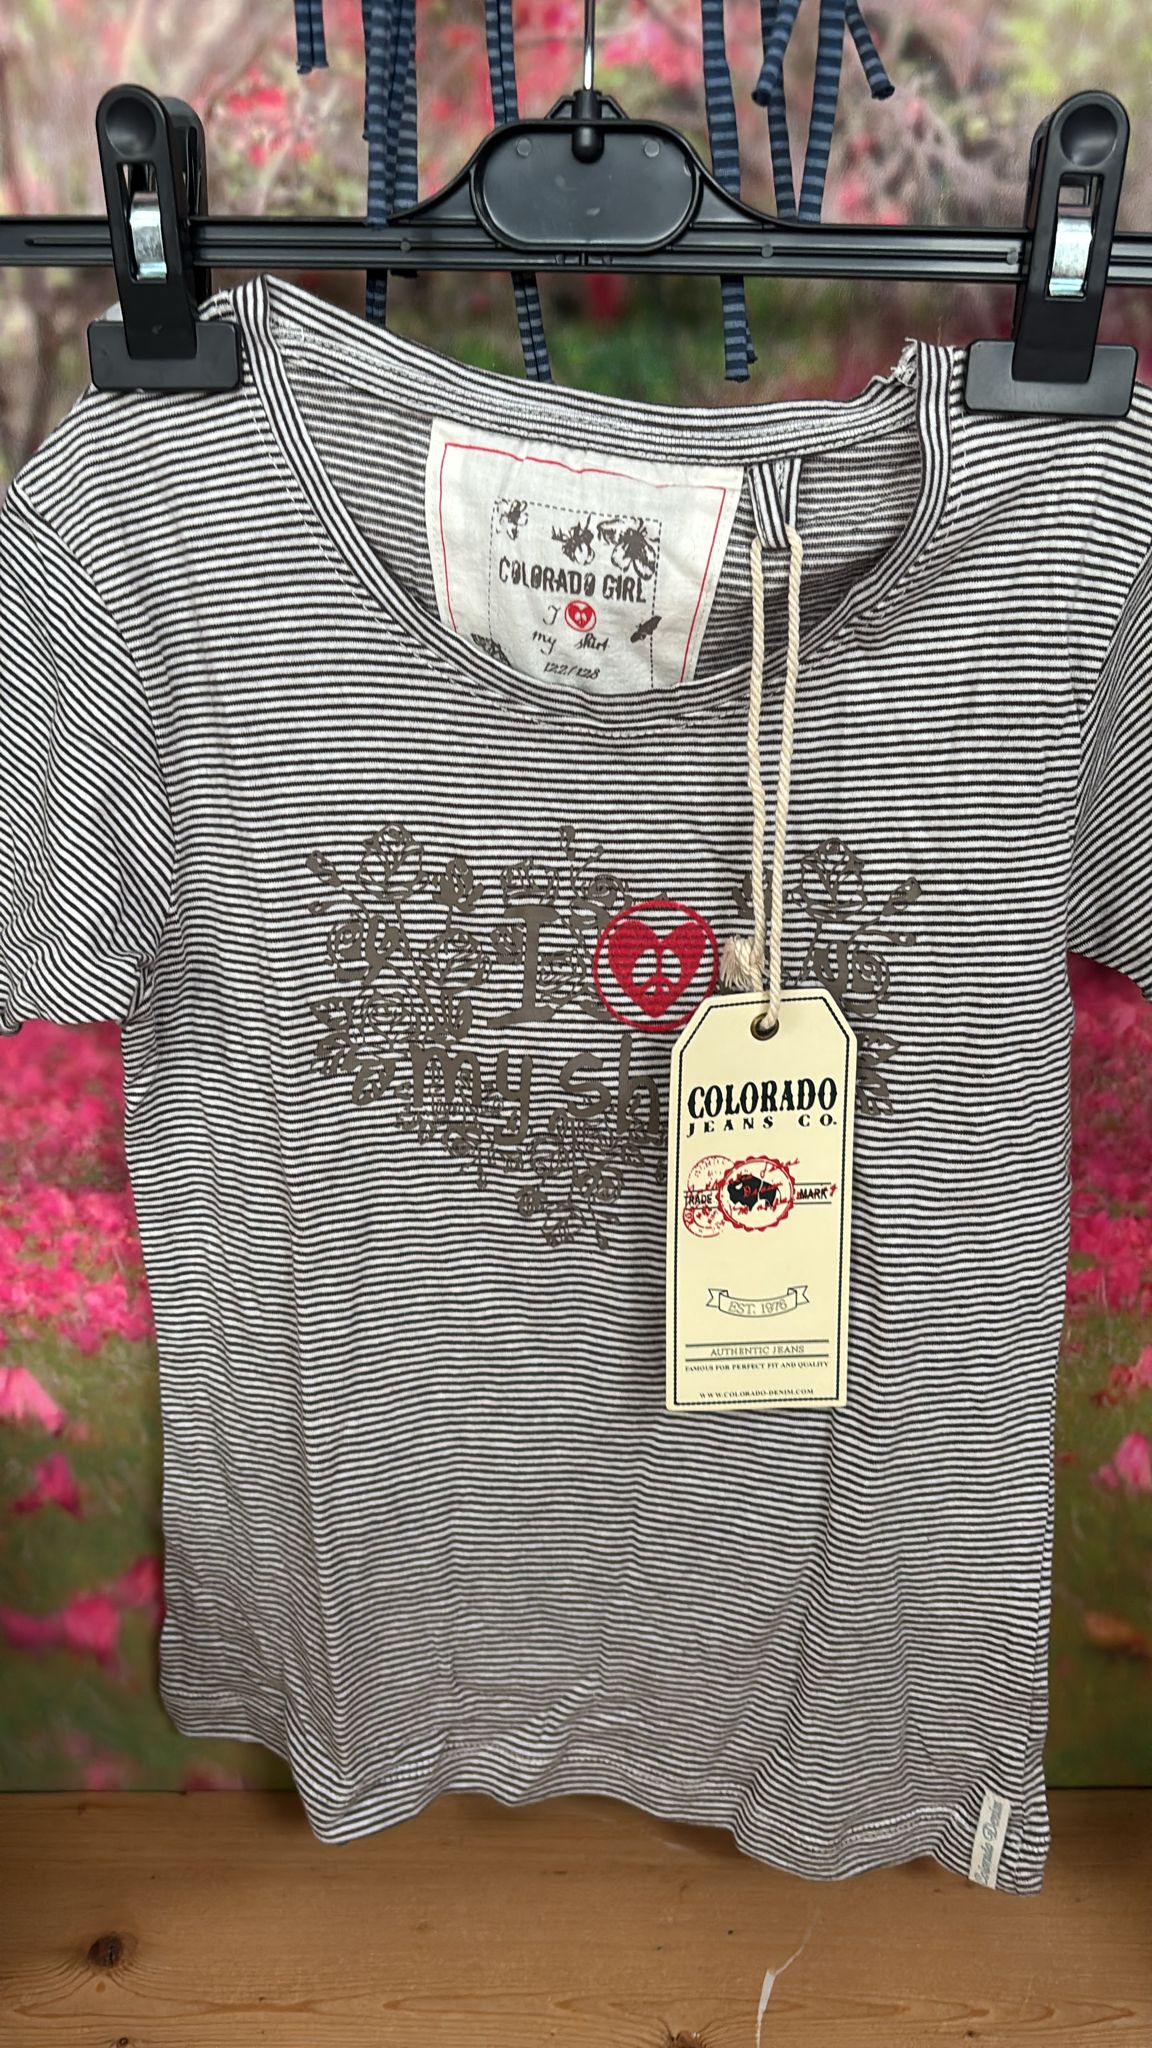 COLORADO GIRL
I
my shirt
122/128
I
my sh
COLORADO
JEANS CO.
TRADE MARK
EST. 1976
AUTHENTIC JEANS
FAMOUS FOR PERFECT FIT AND QUALITY
WWW.COLORADO-DENIM.COM